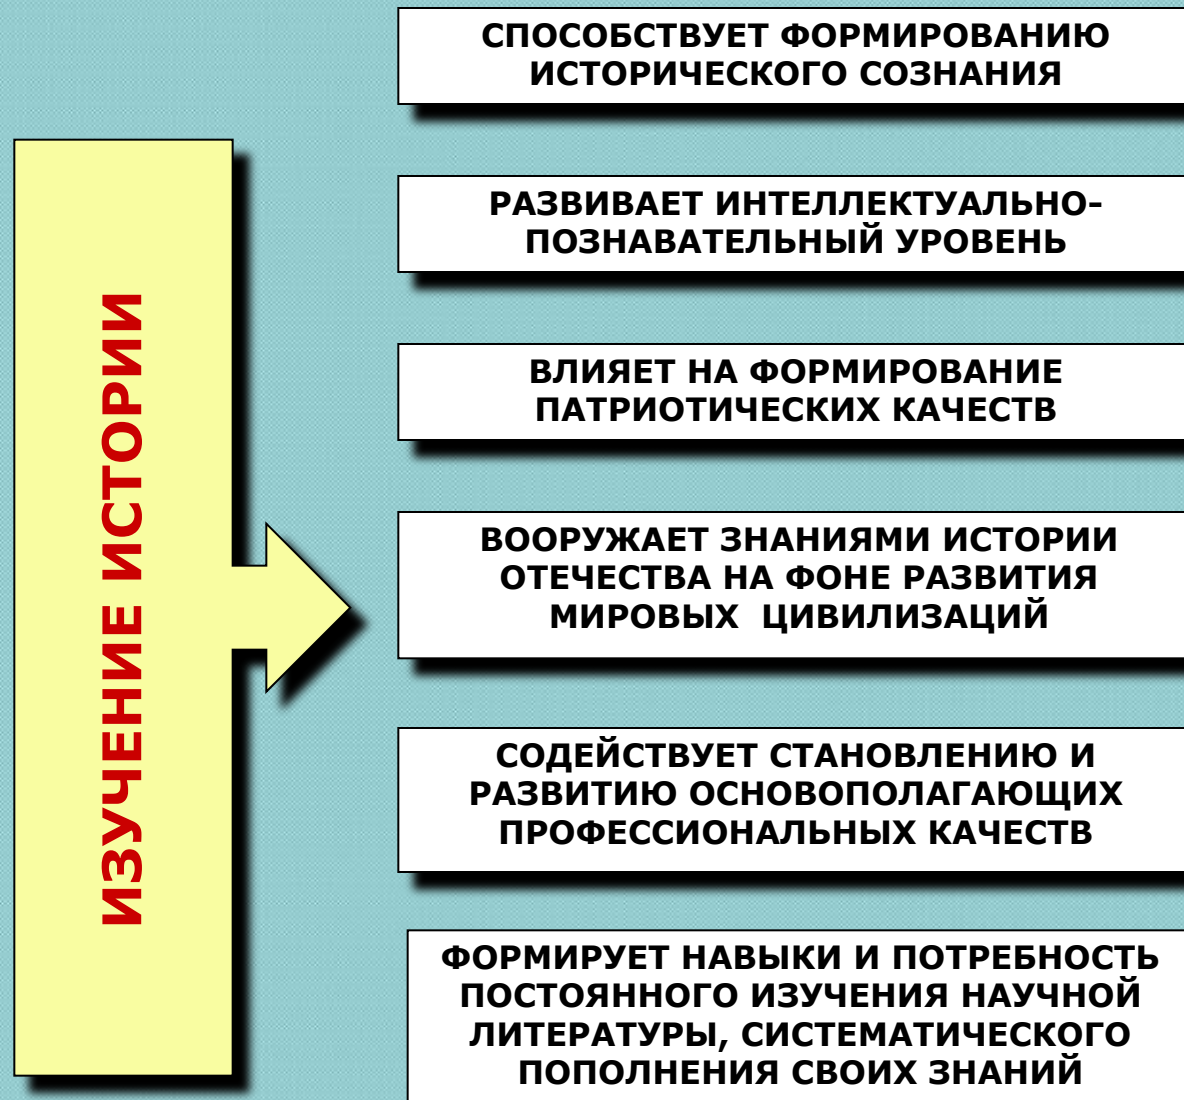 ИЗУЧЕНИЕ ИСТОРИИ
СПОСОБСТВУЕТ ФОРМИРОВАНИЮ
ИСТОРИЧЕСКОГО СОЗНАНИЯ
РАЗВИВАЕТ ИНТЕЛЛЕКТУАЛЬНО-
ПОЗНАВАТЕЛЬНЫЙ УРОВЕНЬ
ВЛИЯЕТ НА ФОРМИРОВАНИЕ
ПАТРИОТИЧЕСКИХ КАЧЕСТВ
ВООРУЖАЕТ ЗНАНИЯМИ ИСТОРИИ
ОТЕЧЕСТВА НА ФОНЕ РАЗВИТИЯ
МИРОВЫХ  ЦИВИЛИЗАЦИЙ
СОДЕЙСТВУЕТ СТАНОВЛЕНИЮ И
РАЗВИТИЮ ОСНОВОПОЛАГАЮЩИХ
ПРОФЕССИОНАЛЬНЫХ КАЧЕСТВ
ФОРМИРУЕТ НАВЫКИ И ПОТРЕБНОСТЬ
ПОСТОЯННОГО ИЗУЧЕНИЯ НАУЧНОЙ
ЛИТЕРАТУРЫ, СИСТЕМАТИЧЕСКОГО
ПОПОЛНЕНИЯ СВОИХ ЗНАНИЙ